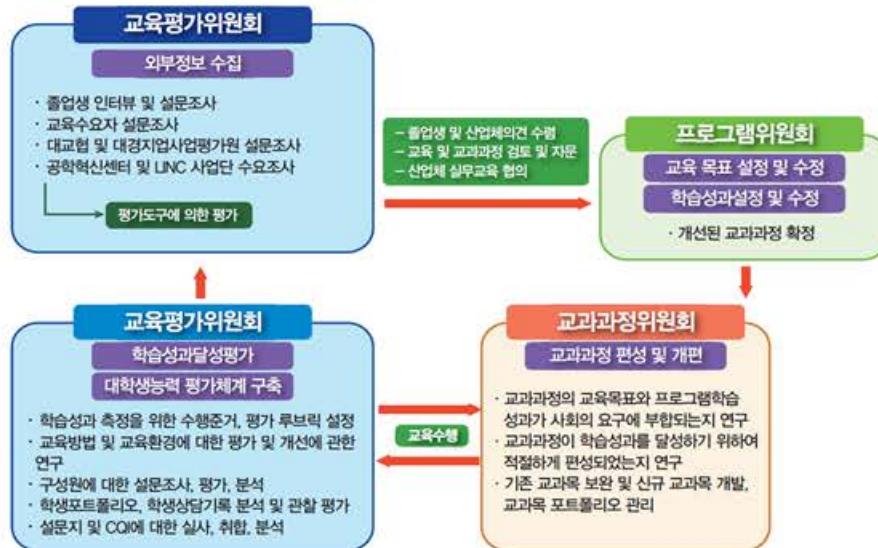 교육평가위원회
외부정보 수집
· 졸업생 인터뷰 및 설문조사
· 교육수요자 설문조사
· 대교협 및 대경지업사업평가원 설문조사
· 공학혁신센터 및 LINC 사업단 수요조사
평가도구에 의한 평가
– 졸업생 및 산업체의견 수렴
– 교육 및 교과과정 검토 및 자문
– 산업체 실무교육 협의
프로그램위원회
교육 목표 설정 및 수정
학습성과설정 및 수정
· 개선된 교과과정 확정
교육평가위원회
학습성과달성평가
대학생능력 평가체계 구축
· 학습성과 측정을 위한 수행준거, 평가 루브릭 설정
· 교육방법 및 교육환경에 대한 평가 및 개선에 관한
연구
· 구성원에 대한 설문조사, 평가, 분석
· 학생포트폴리오, 학생상담기록 분석 및 관찰 평가
· 설문지 및 CQI에 대한 실사, 취합, 분석
교육수행
교과과정위원회
교과과정 편성 및 개편
· 교과과정의 교육목표와 프로그램학습
성과가 사회의 요구에 부합되는지 연구
· 교과과정이 학습성과를 달성하기 위하여
적절하게 편성되었는지 연구
· 기존 교과목 보완 및 신규 교과목 개발,
교과목 포트폴리오 관리